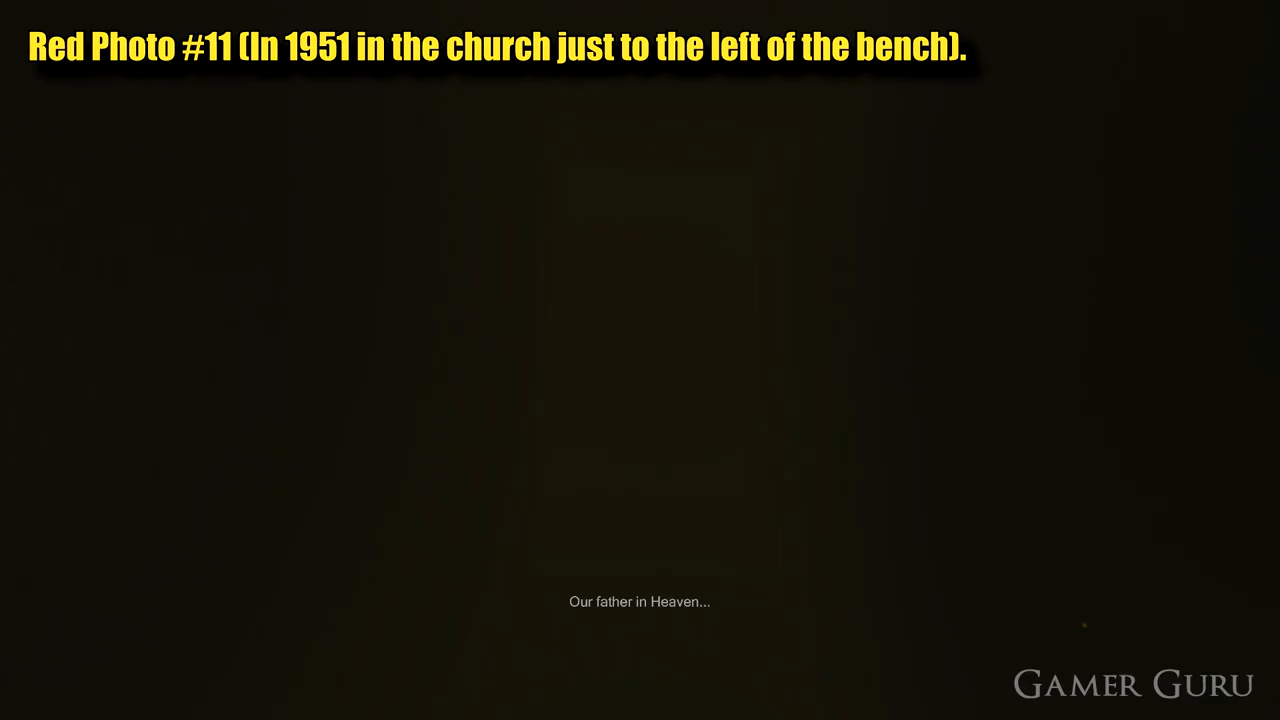 Red Photo #11 (In 1951 in the church just to the left of the bench).
Our father in Heaven...
GAMER GURU